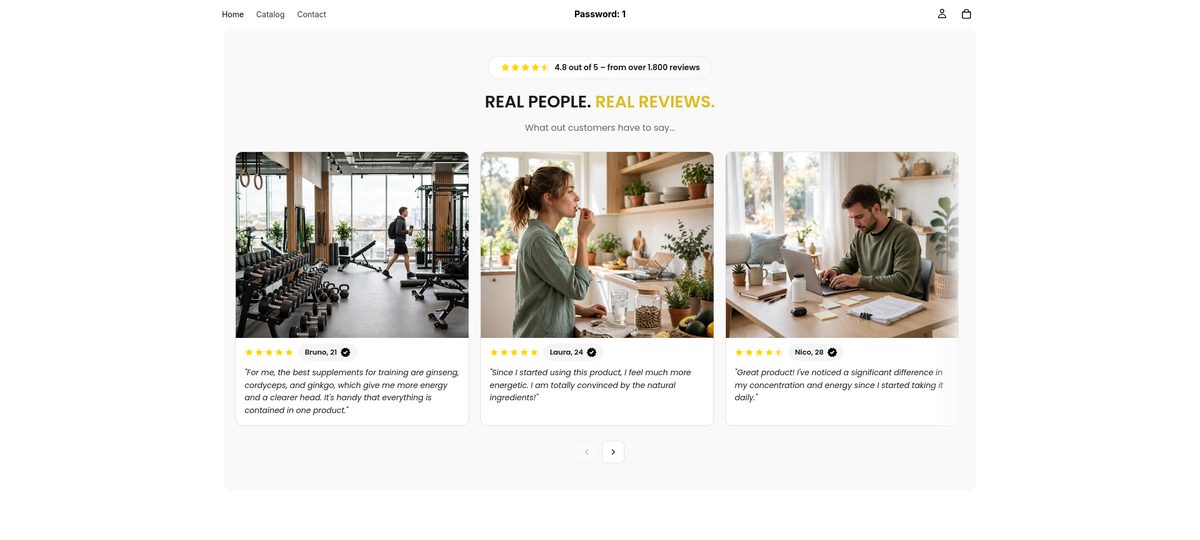 Home Catalog Contact
Password: 1
4.8 out of 5 – from over 1.800 reviews
REAL PEOPLE. REAL REVIEWS.
What out customers have to say...
Bruno, 21
"For me, the best supplements for training are ginseng,
cordyceps, and ginkgo, which give me more energy
and a clearer head. It's handy that everything is
contained in one product."
Laura, 24
"Since I started using this product, I feel much more
energetic. I am totally convinced by the natural
ingredients!"
Nico, 28
"Great product! I've noticed a significant difference in
my concentration and energy since I started taking it
daily."